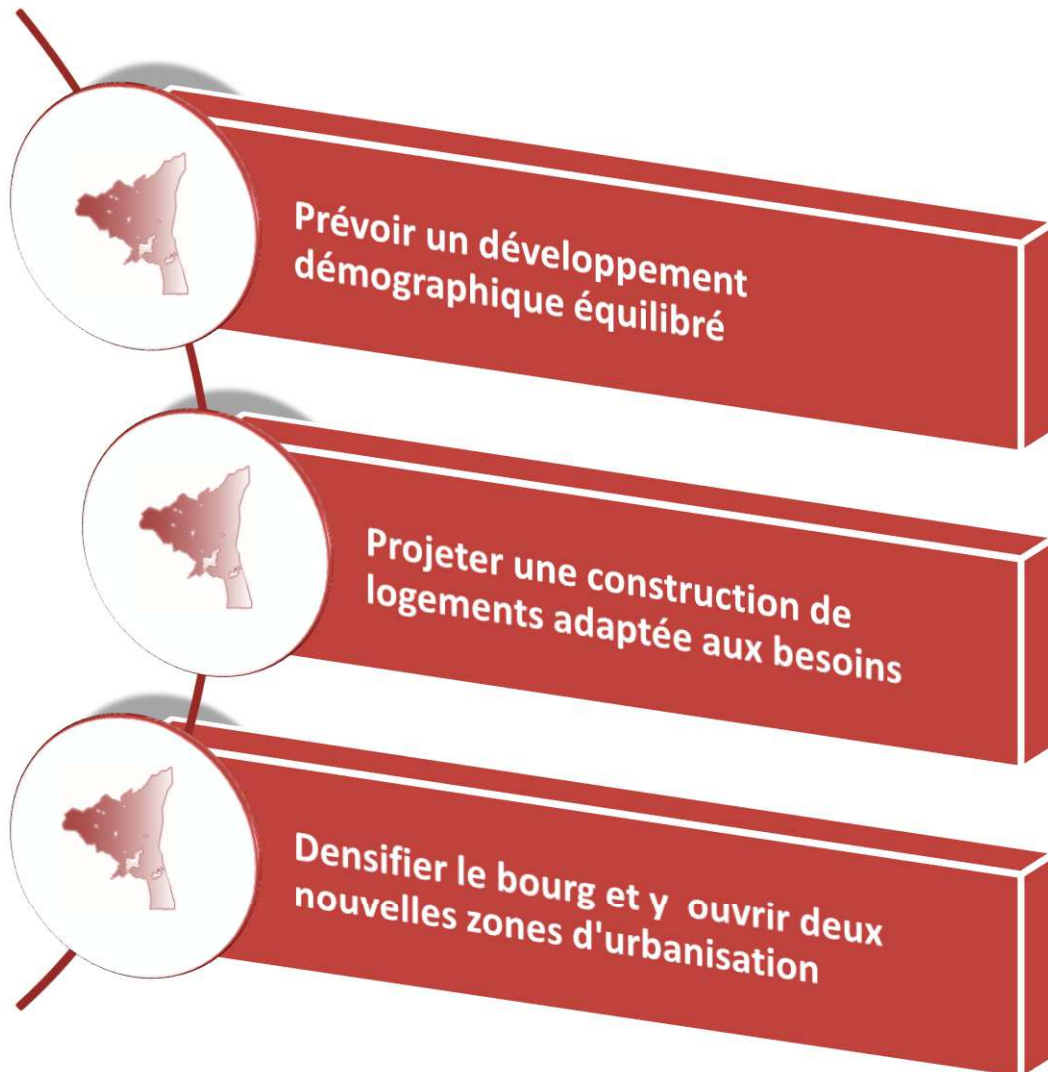 Prévoir un développement
démographique équilibré
Projeter une construction de
logements adaptée aux besoins
Densifier le bourg et y ouvrir deux
nouvelles zones d'urbanisation